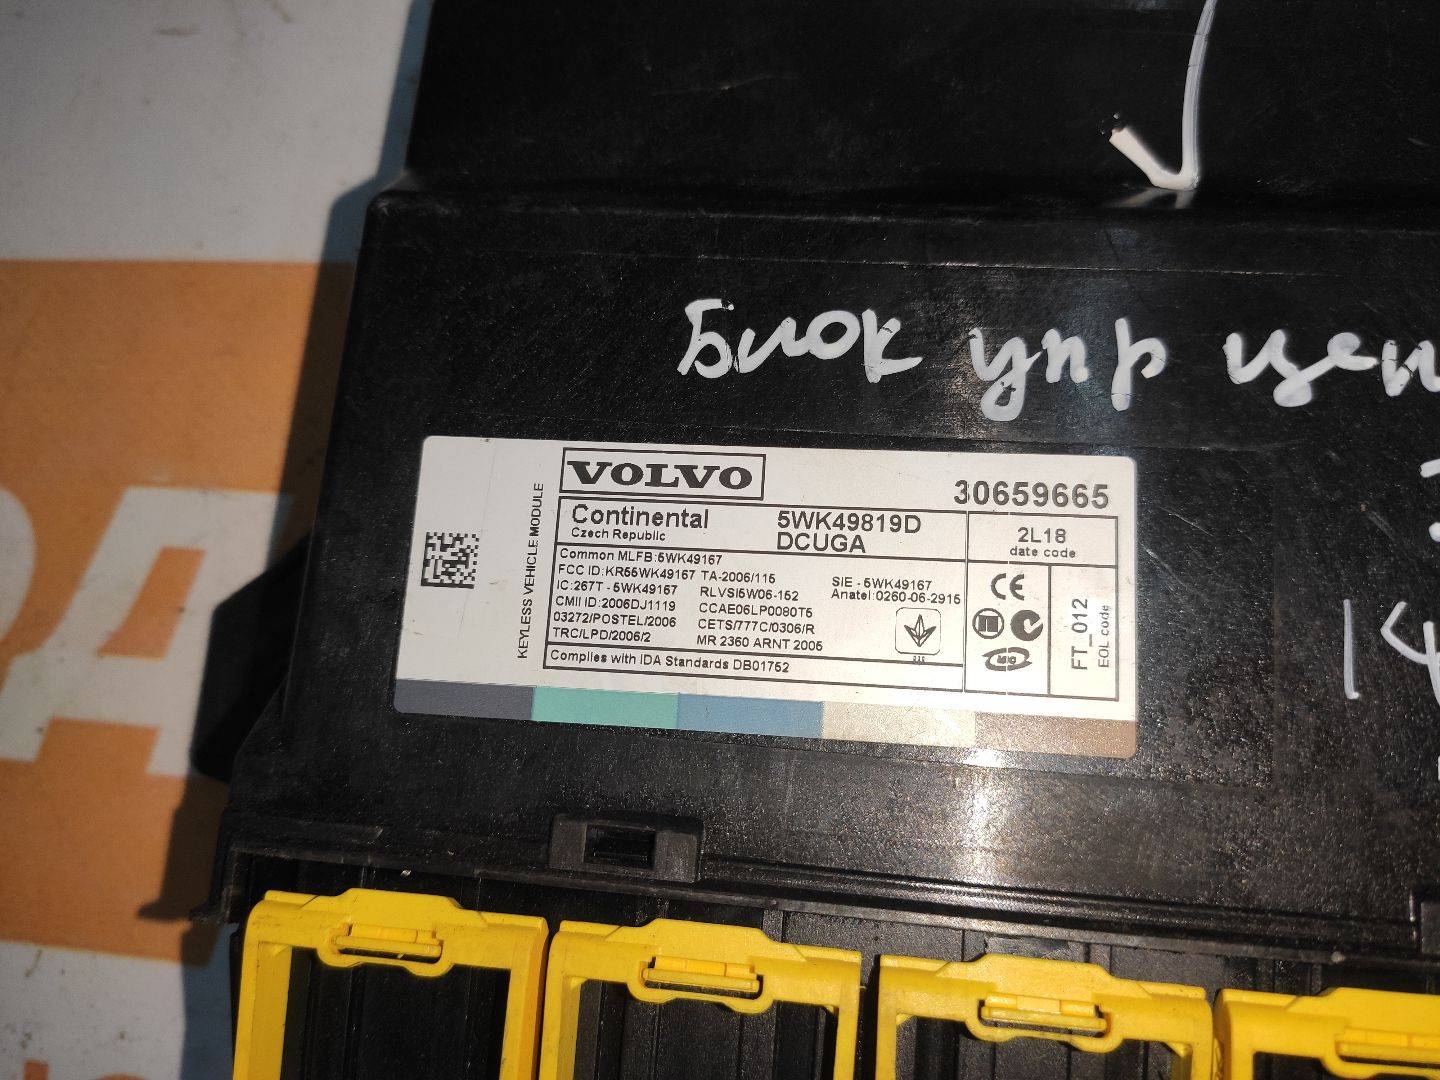 Блок упр цен
VOLVO
30659665
KEYLESS VEHICLE MODULE
Continental
Czech Republic
5WK49819D
DCUGA
2L18
date code
Common MLFB:5WK49167
FCC ID:KR55WK49167 TA-2006/115
IC:267T - 5WK49167 RLVSI5W06-152
CMII ID:2006DJ1119 CCAE06LP0080T5
03272/POSTEL/2006 CETS/777C/0306/R
TRC/LPD/2006/2 MR 2360 ARNT 2006
SIE - 5WK49167
Anatel:0260-06-2915
Complies with IDA Standards DB01752
CE
FT_012
EOL code
14